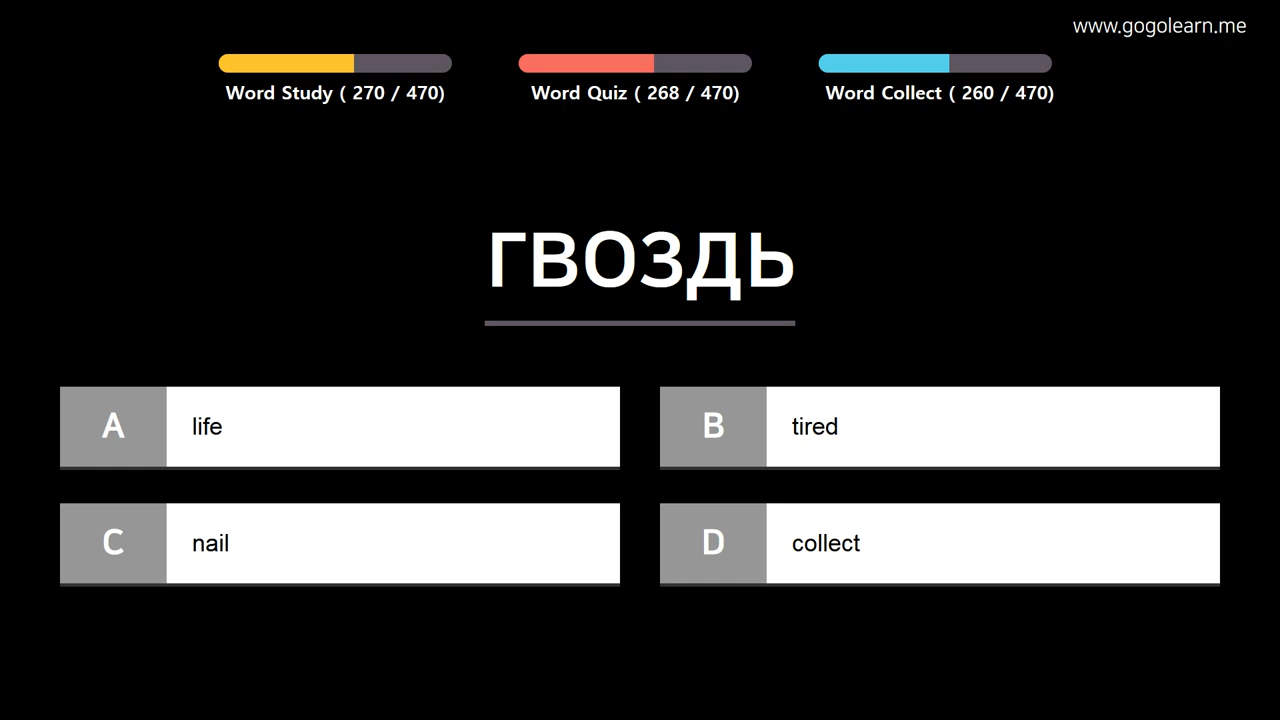 www.gogolearn.me
Word Study ( 270 / 470)
Word Quiz ( 268 / 470)
Word Collect ( 260 / 470)
ГВОЗДЬ
A life
B tired
C nail
D collect